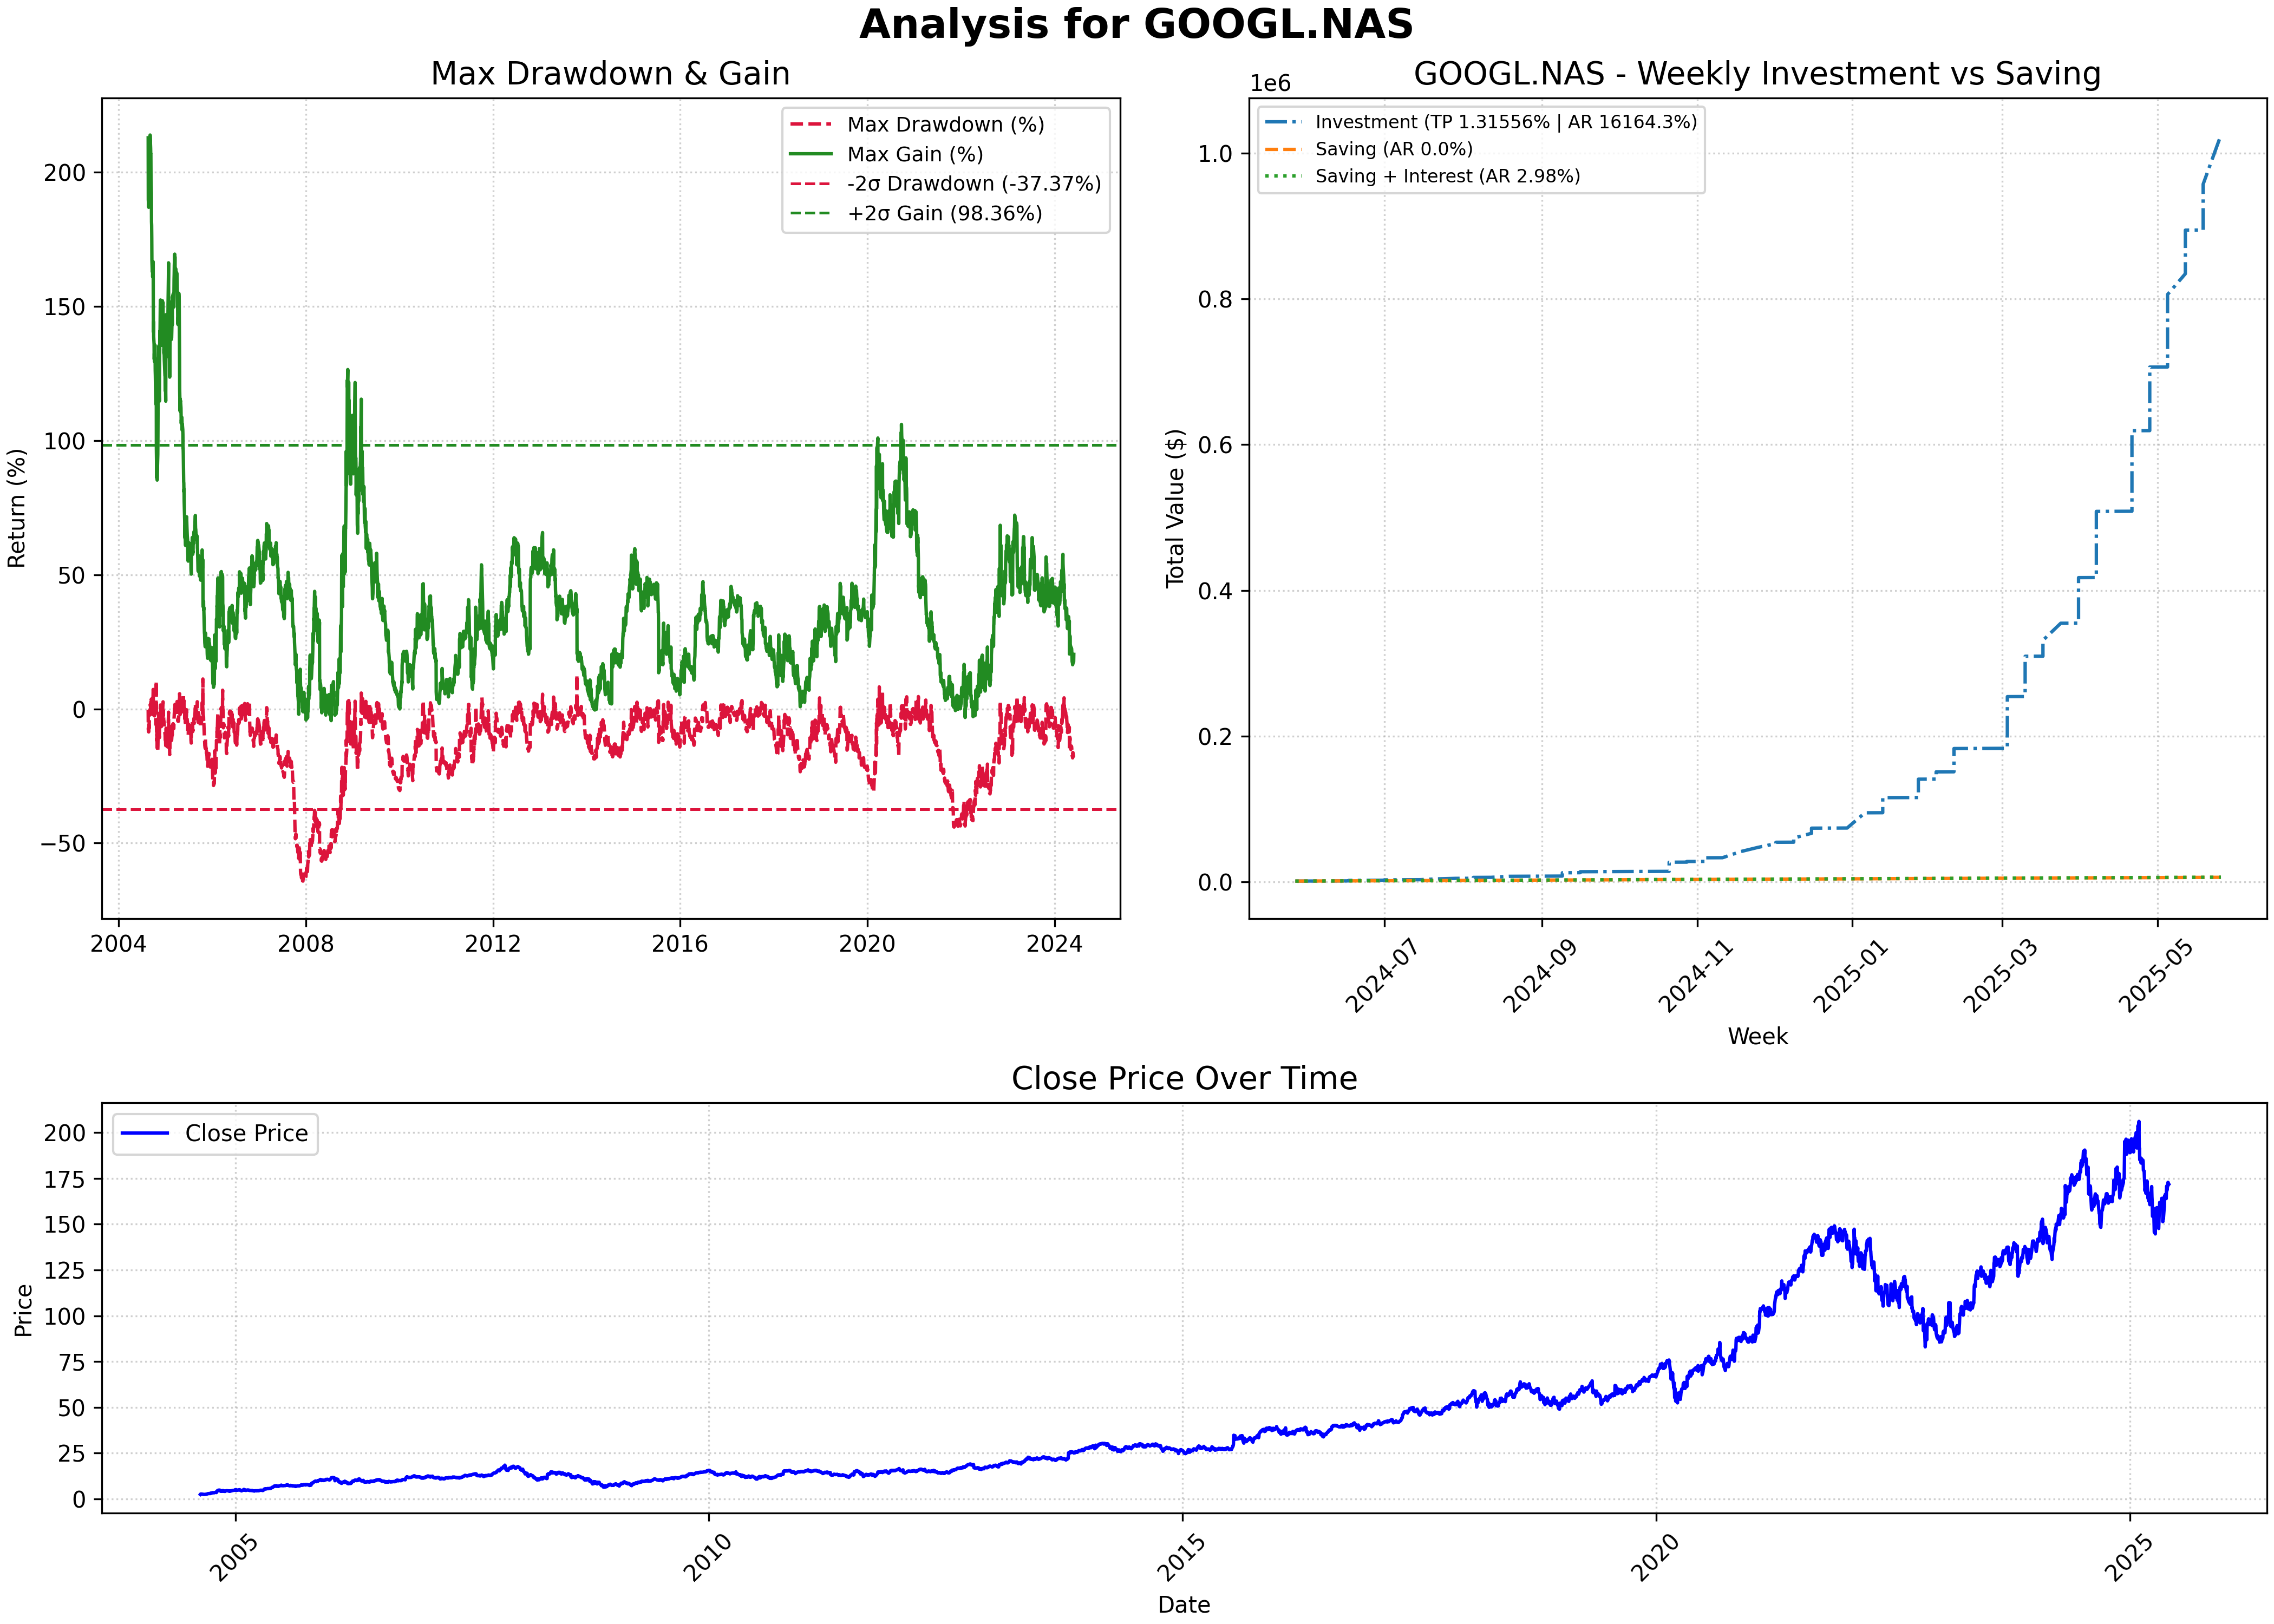 Analysis for GOOGL.NAS
Max Drawdown & Gain
Max Drawdown (%)
Max Gain (%)
-2σ Drawdown (-37.37%)
+2σ Gain (98.36%)
Return (%)
200
150
100
50
0
−50
2004
2008
2012
2016
2020
2024
GOOGL.NAS - Weekly Investment vs Saving
1e6
Investment (TP 1.31556% | AR 16164.3%)
Saving (AR 0.0%)
Saving + Interest (AR 2.98%)
Total Value ($)
1.0
0.8
0.6
0.4
0.2
0.0
2024-07
2024-09
2024-11
2025-01
2025-03
2025-05
Week
Close Price Over Time
Close Price
Price
200
175
150
125
100
75
50
25
0
2005
2010
2015
2020
2025
Date